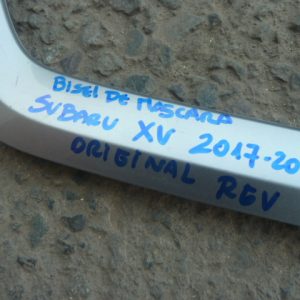 BISEL DE MASCARA
SUBARU XV 2017-20
ORIGINAL REV